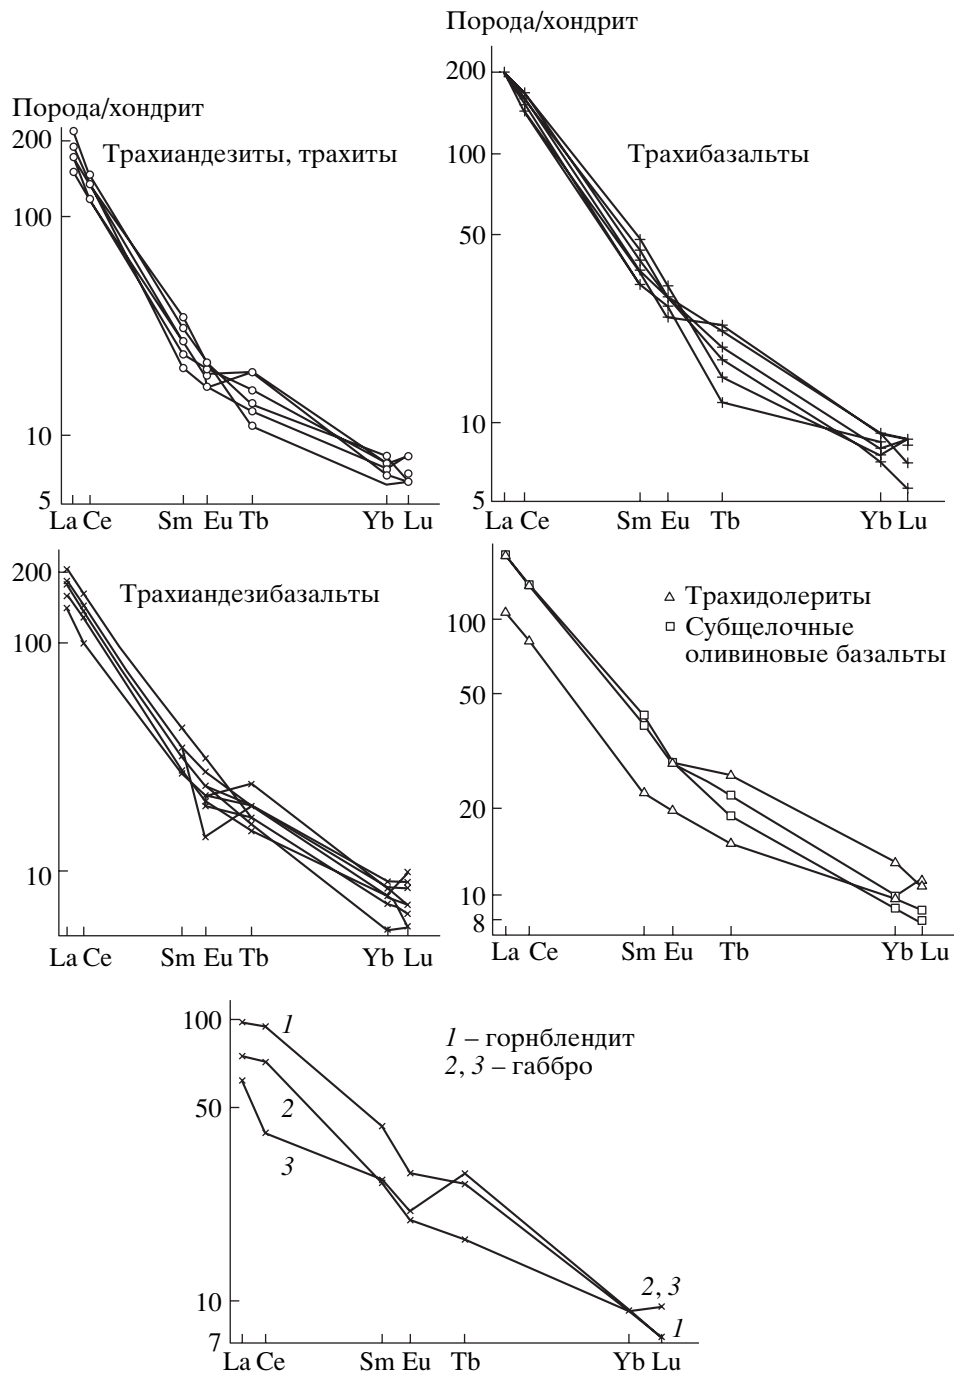 Порода/хондрит
200
100
50
10
5
Трахибазальты
La Ce Sm Eu Tb Yb Lu
Порода/хондрит
200
100
10
5
Трахиандезиты, трахиты
La Ce Sm Eu Tb Yb Lu
200
100
10
Трахиандезибазальты
La Ce Sm Eu Tb Yb Lu
100
50
20
10
8
7
Трахидолериты
Субщелочные
оливиновые базальты
La Ce Sm Eu Tb Yb Lu
100
50
10
7
1
2
3
1 – горнблендит
2, 3 – габбро
2, 3
1
La Ce Sm Eu Tb Yb Lu